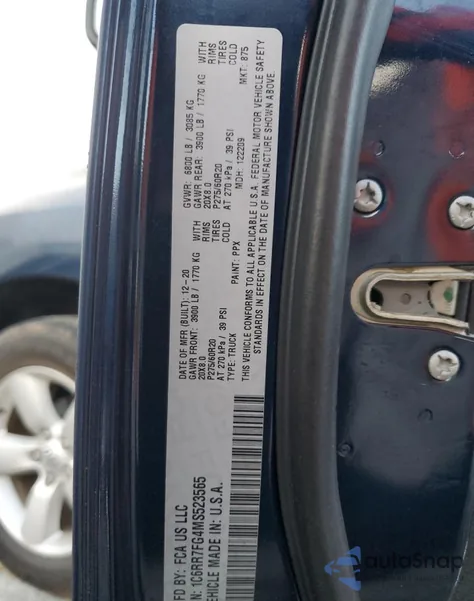 MFD BY: FCA US LLC
DATE OF MFR (BUILT): 12-20
GVWR: 6800 LB / 3085 KG
GAWR FRONT: 3900 LB / 1770 KG WITH
20X8.0 RIMS
P275/60R20 TIRES
AT 270 kPa / 39 PSI COLD
GAWR REAR: 3900 LB / 1770 KG WITH
20X8.0 RIMS
P275/60R20 TIRES
AT 270 kPa / 39 PSI COLD
TYPE: TRUCK
PAINT: PPX
MDH: 122209
MKT: 875
THIS VEHICLE CONFORMS TO ALL APPLICABLE U.S.A. FEDERAL MOTOR VEHICLE SAFETY
STANDARDS IN EFFECT ON THE DATE OF MANUFACTURE SHOWN ABOVE.
1C6RR7FG4MS523565
VEHICLE MADE IN U.S.A.
autoSnap